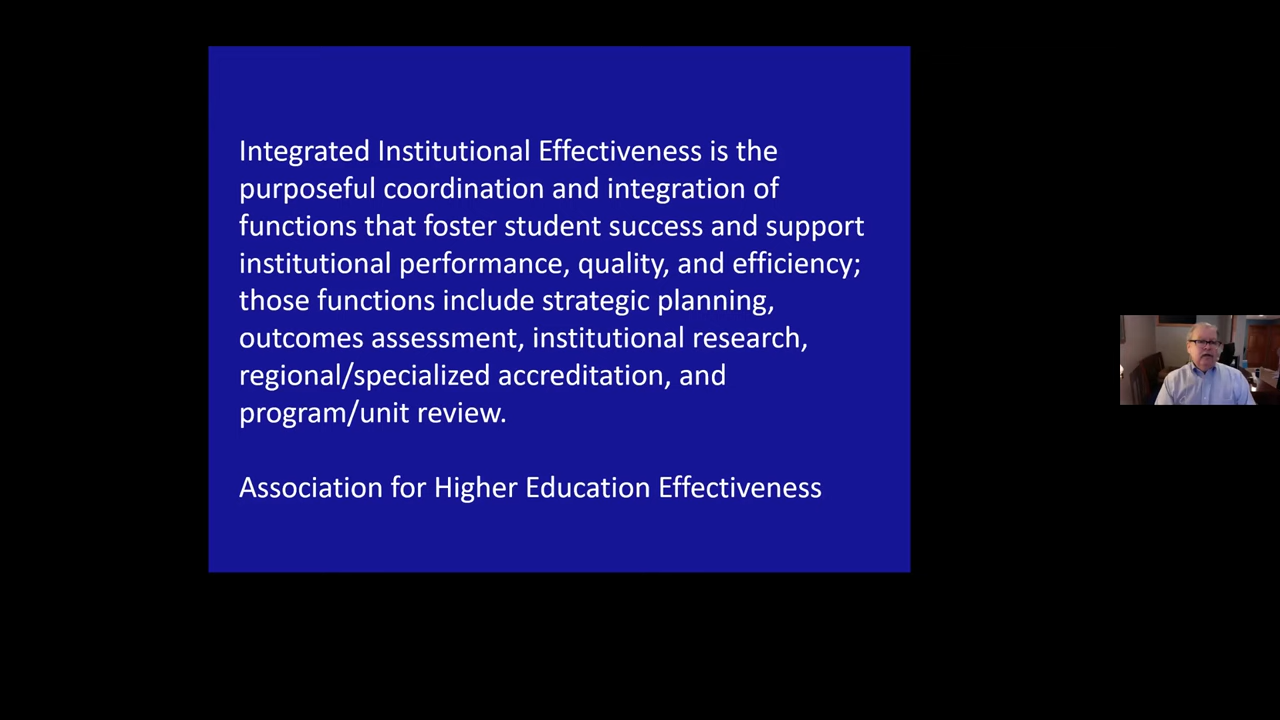 Integrated Institutional Effectiveness is the
purposeful coordination and integration of
functions that foster student success and support
institutional performance, quality, and efficiency;
those functions include strategic planning,
outcomes assessment, institutional research,
regional/specialized accreditation, and
program/unit review.
Association for Higher Education Effectiveness